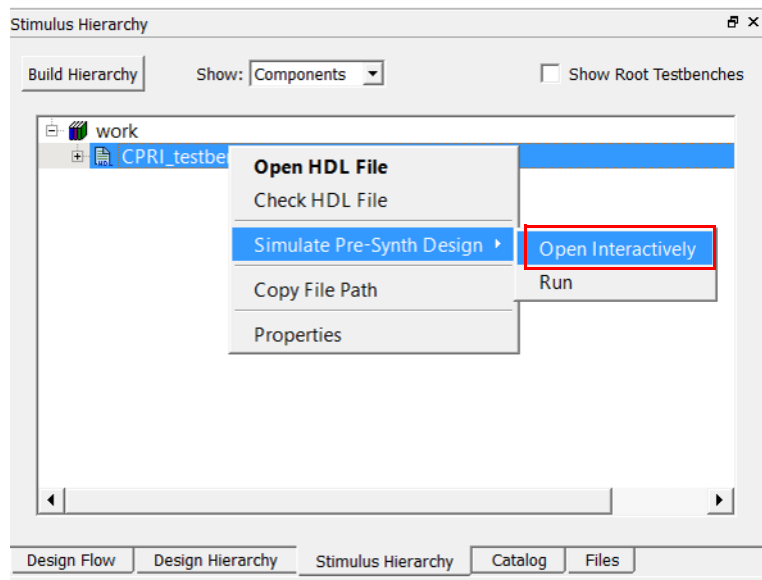 Stimulus Hierarchy
Build Hierarchy Show: Components Show Root Testbenches
work
CPRI_testbe
Open HDL File
Check HDL File
Simulate Pre-Synth Design
Open Interactively
Run
Copy File Path
Properties
Design Flow Design Hierarchy Stimulus Hierarchy Catalog Files